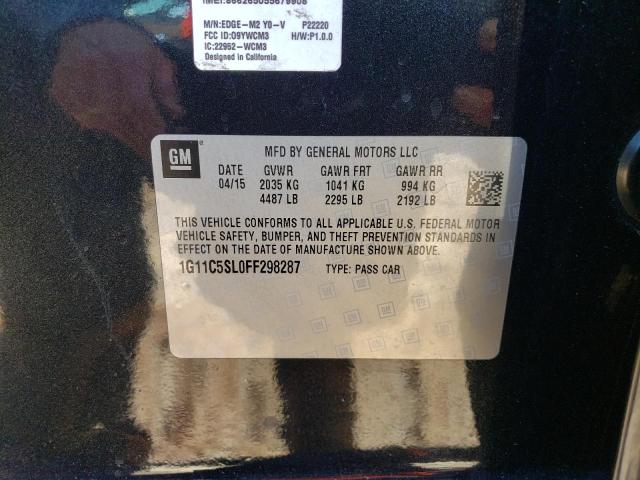 IMEI:866265055679908
M/N:EDGE-M2 Y0-V P22220
FCC ID:O9YWCM3 H/W:P1.0.0
IC:22952-WCM3
Designed in California
GM
MFD BY GENERAL MOTORS LLC
DATE GVWR GAWR FRT GAWR RR
04/15 2035 KG 1041 KG 994 KG
4487 LB 2295 LB 2192 LB
THIS VEHICLE CONFORMS TO ALL APPLICABLE U.S. FEDERAL MOTOR
VEHICLE SAFETY, BUMPER, AND THEFT PREVENTION STANDARDS IN
EFFECT ON THE DATE OF MANUFACTURE SHOWN ABOVE.
1G11C5SL0FF298287 TYPE: PASS CAR